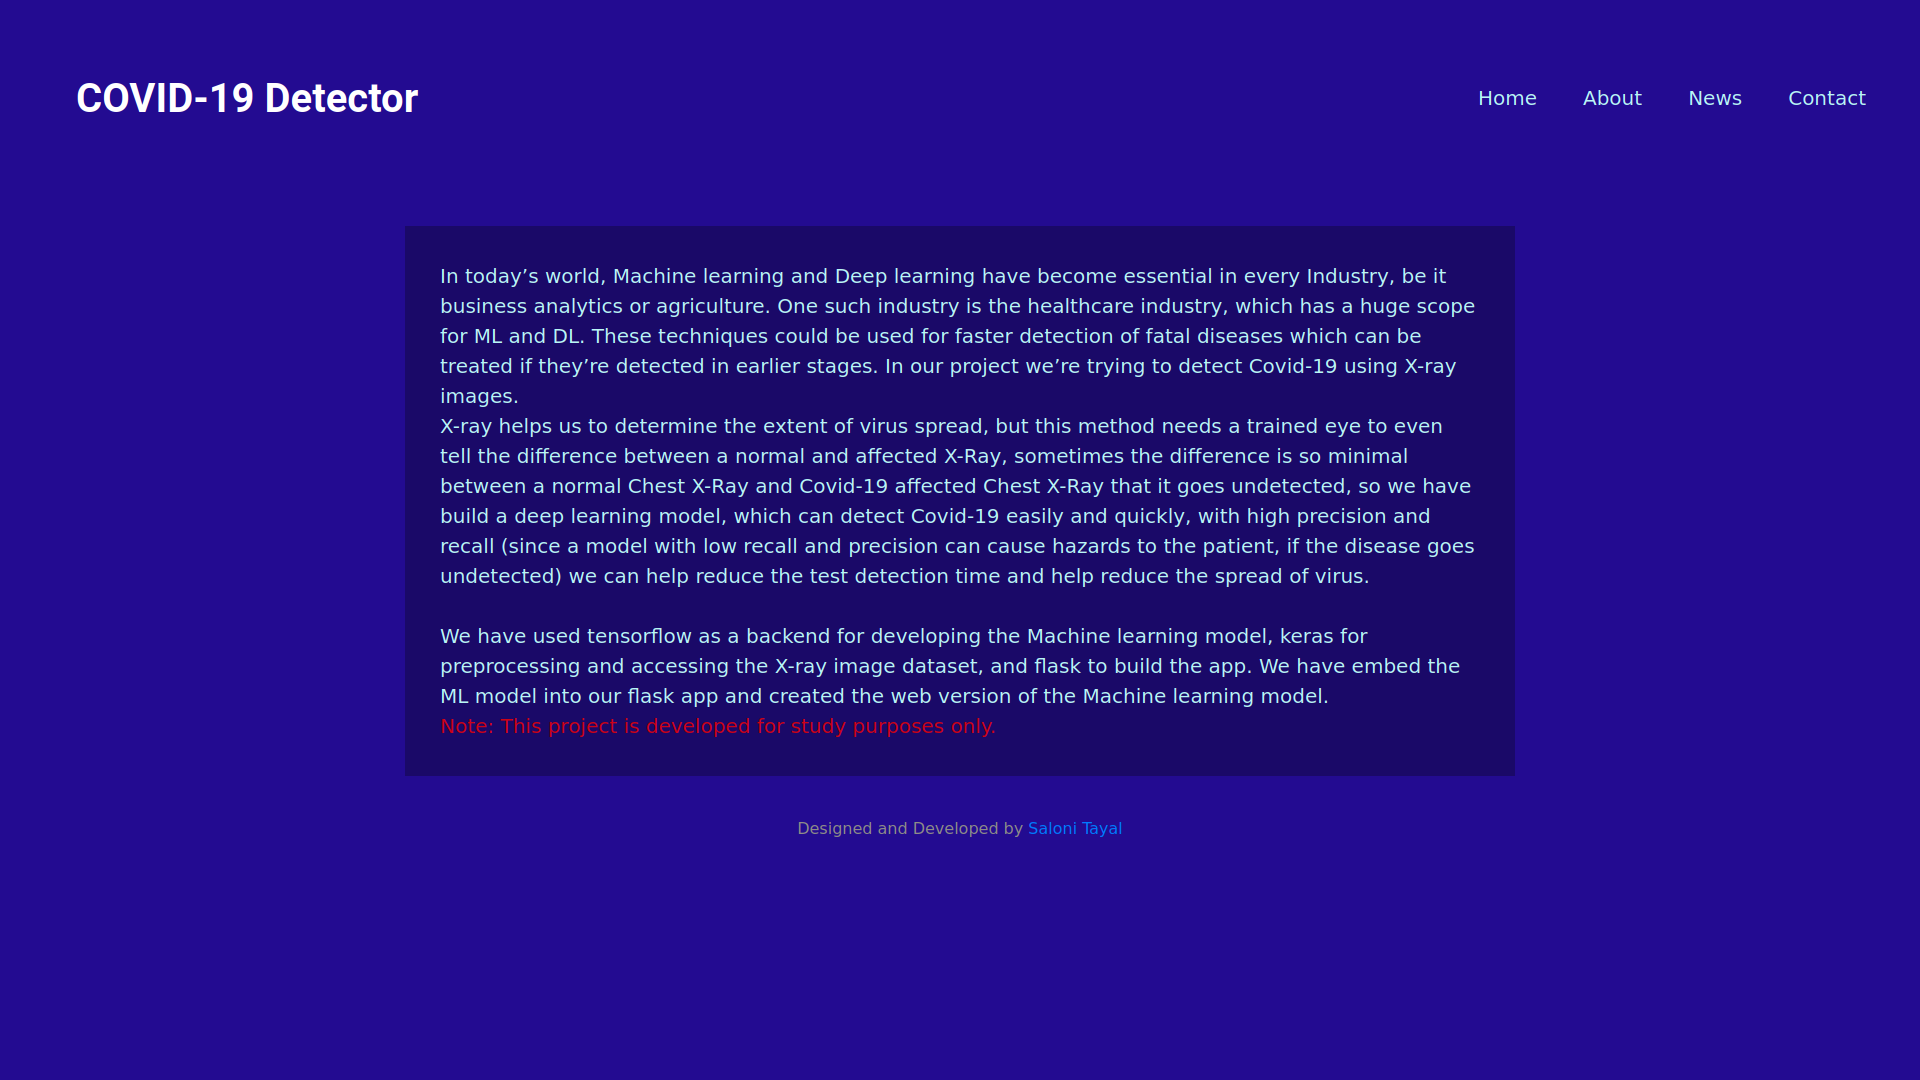 COVID-19 Detector
Home
About
News
Contact
In today’s world, Machine learning and Deep learning have become essential in every Industry, be it
business analytics or agriculture. One such industry is the healthcare industry, which has a huge scope
for ML and DL. These techniques could be used for faster detection of fatal diseases which can be
treated if they’re detected in earlier stages. In our project we’re trying to detect Covid-19 using X-ray
images.
X-ray helps us to determine the extent of virus spread, but this method needs a trained eye to even
tell the difference between a normal and affected X-Ray, sometimes the difference is so minimal
between a normal Chest X-Ray and Covid-19 affected Chest X-Ray that it goes undetected, so we have
build a deep learning model, which can detect Covid-19 easily and quickly, with high precision and
recall (since a model with low recall and precision can cause hazards to the patient, if the disease goes
undetected) we can help reduce the test detection time and help reduce the spread of virus.
We have used tensorflow as a backend for developing the Machine learning model, keras for
preprocessing and accessing the X-ray image dataset, and flask to build the app. We have embed the
ML model into our flask app and created the web version of the Machine learning model.
Note: This project is developed for study purposes only.
Designed and Developed by Saloni Tayal